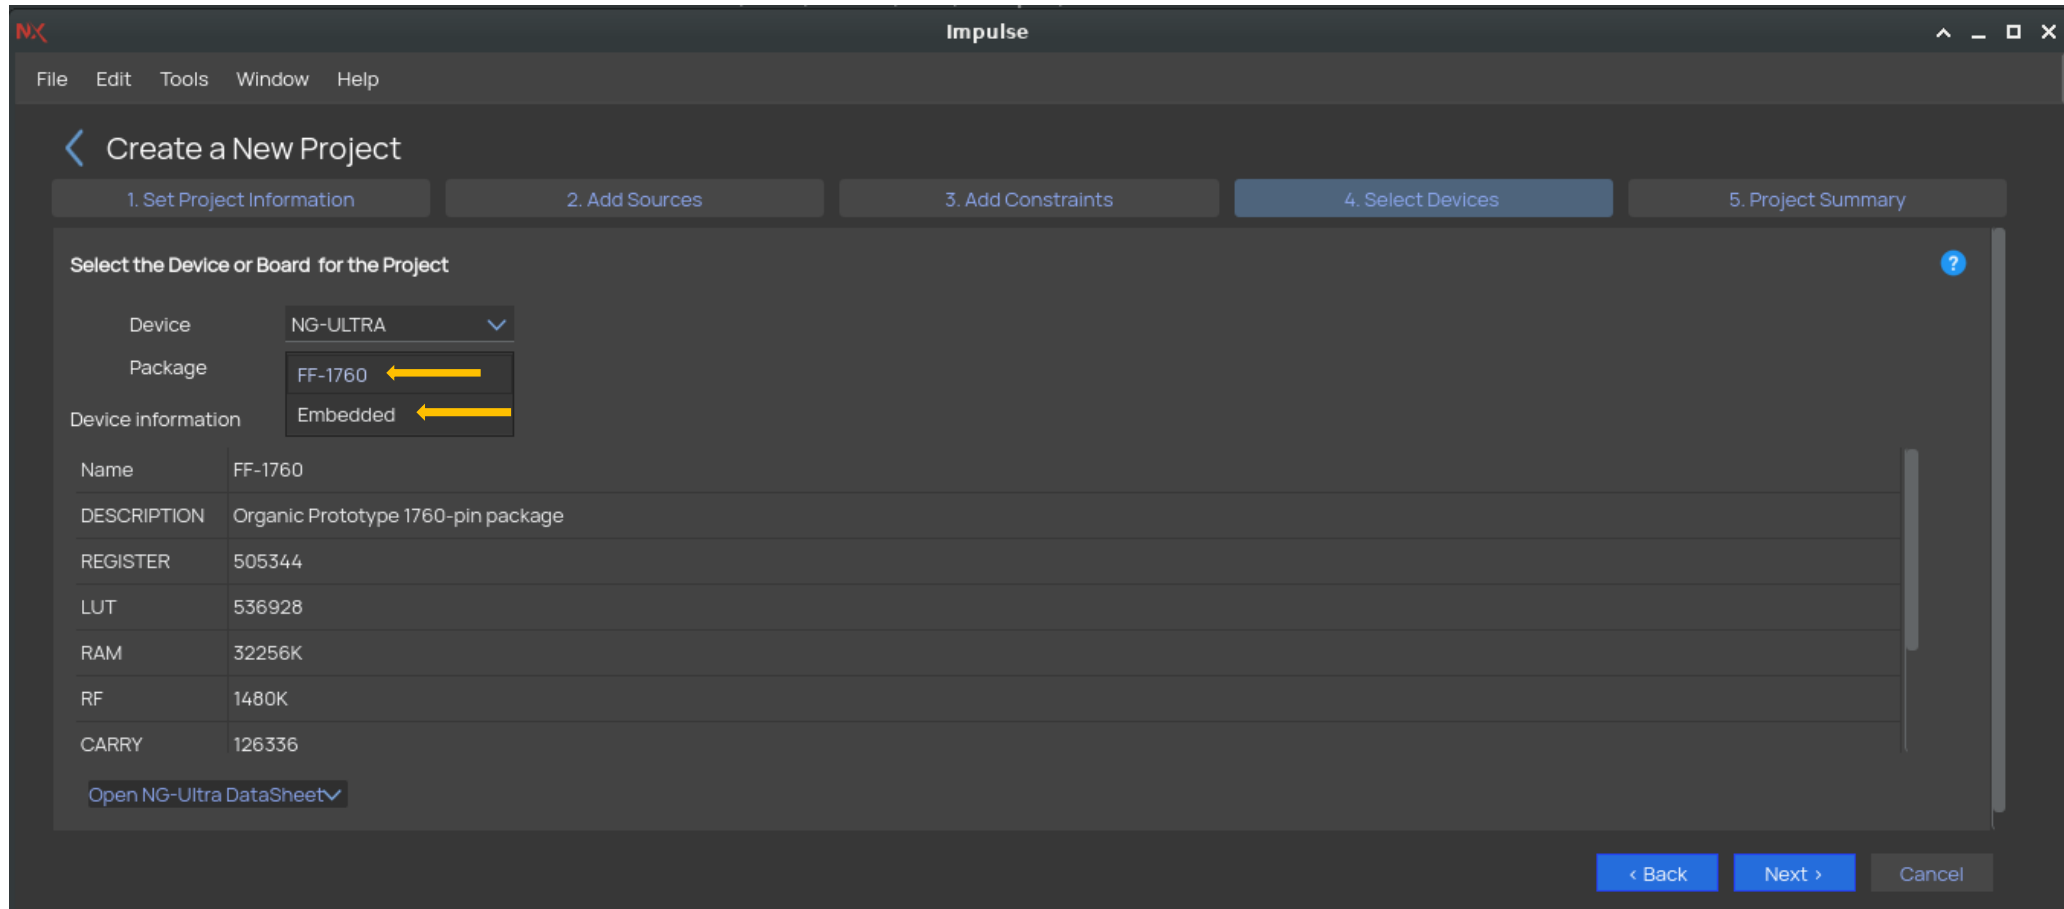 NX
Impulse
File Edit Tools Window Help
Create a New Project
1. Set Project Information 2. Add Sources 3. Add Constraints 4. Select Devices 5. Project Summary
Select the Device or Board for the Project
?
Device NG-ULTRA
Package
FF-1760
Embedded
Device information
Name FF-1760
DESCRIPTION Organic Prototype 1760-pin package
REGISTER 505344
LUT 536928
RAM 32256K
RF 1480K
CARRY 126336
Open NG-Ultra DataSheet
‹ Back Next › Cancel